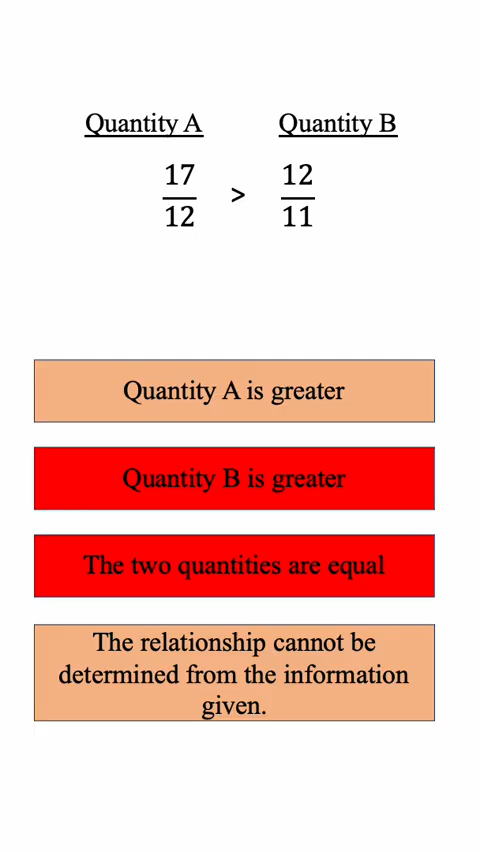 Quantity A Quantity B
17/12 > 12/11
Quantity A is greater
Quantity B is greater
The two quantities are equal
The relationship cannot be
determined from the information
given.